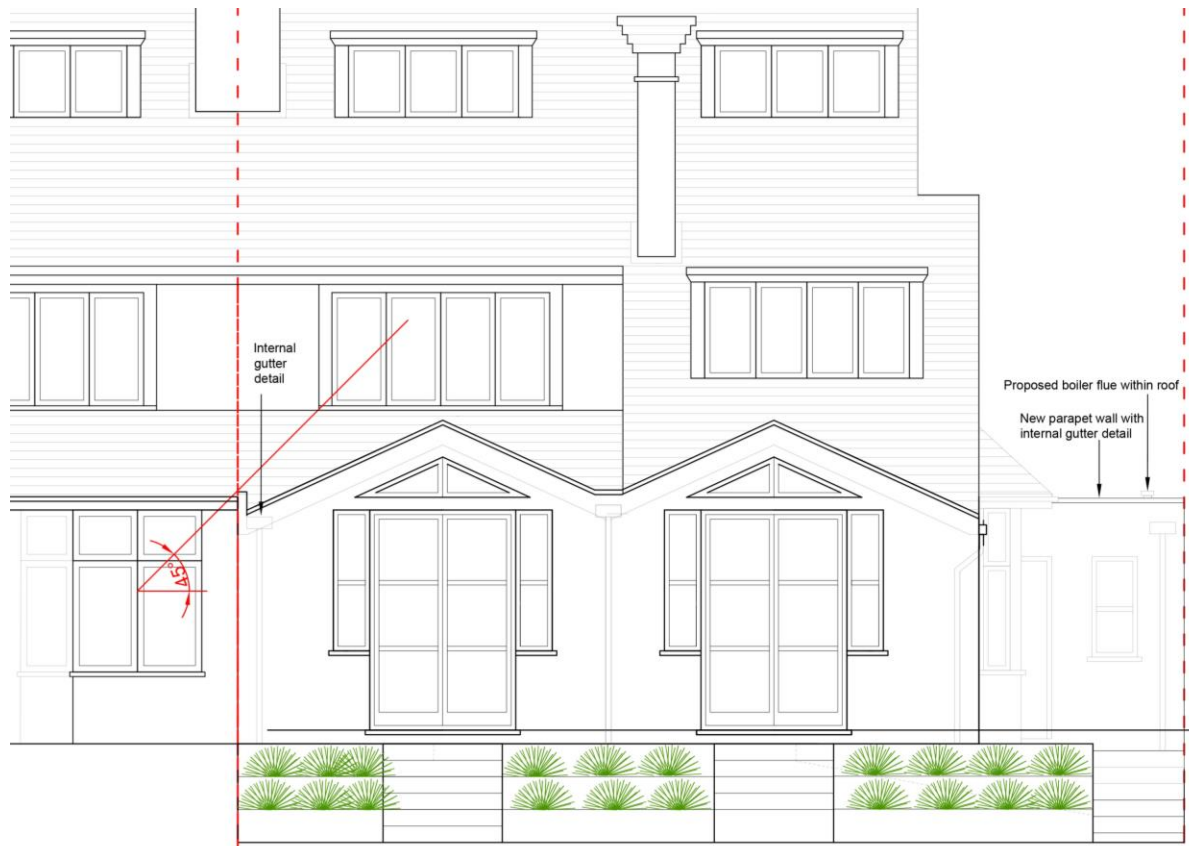 Internal
gutter
detail
Proposed boiler flue within roof
New parapet wall with
internal gutter detail
45°